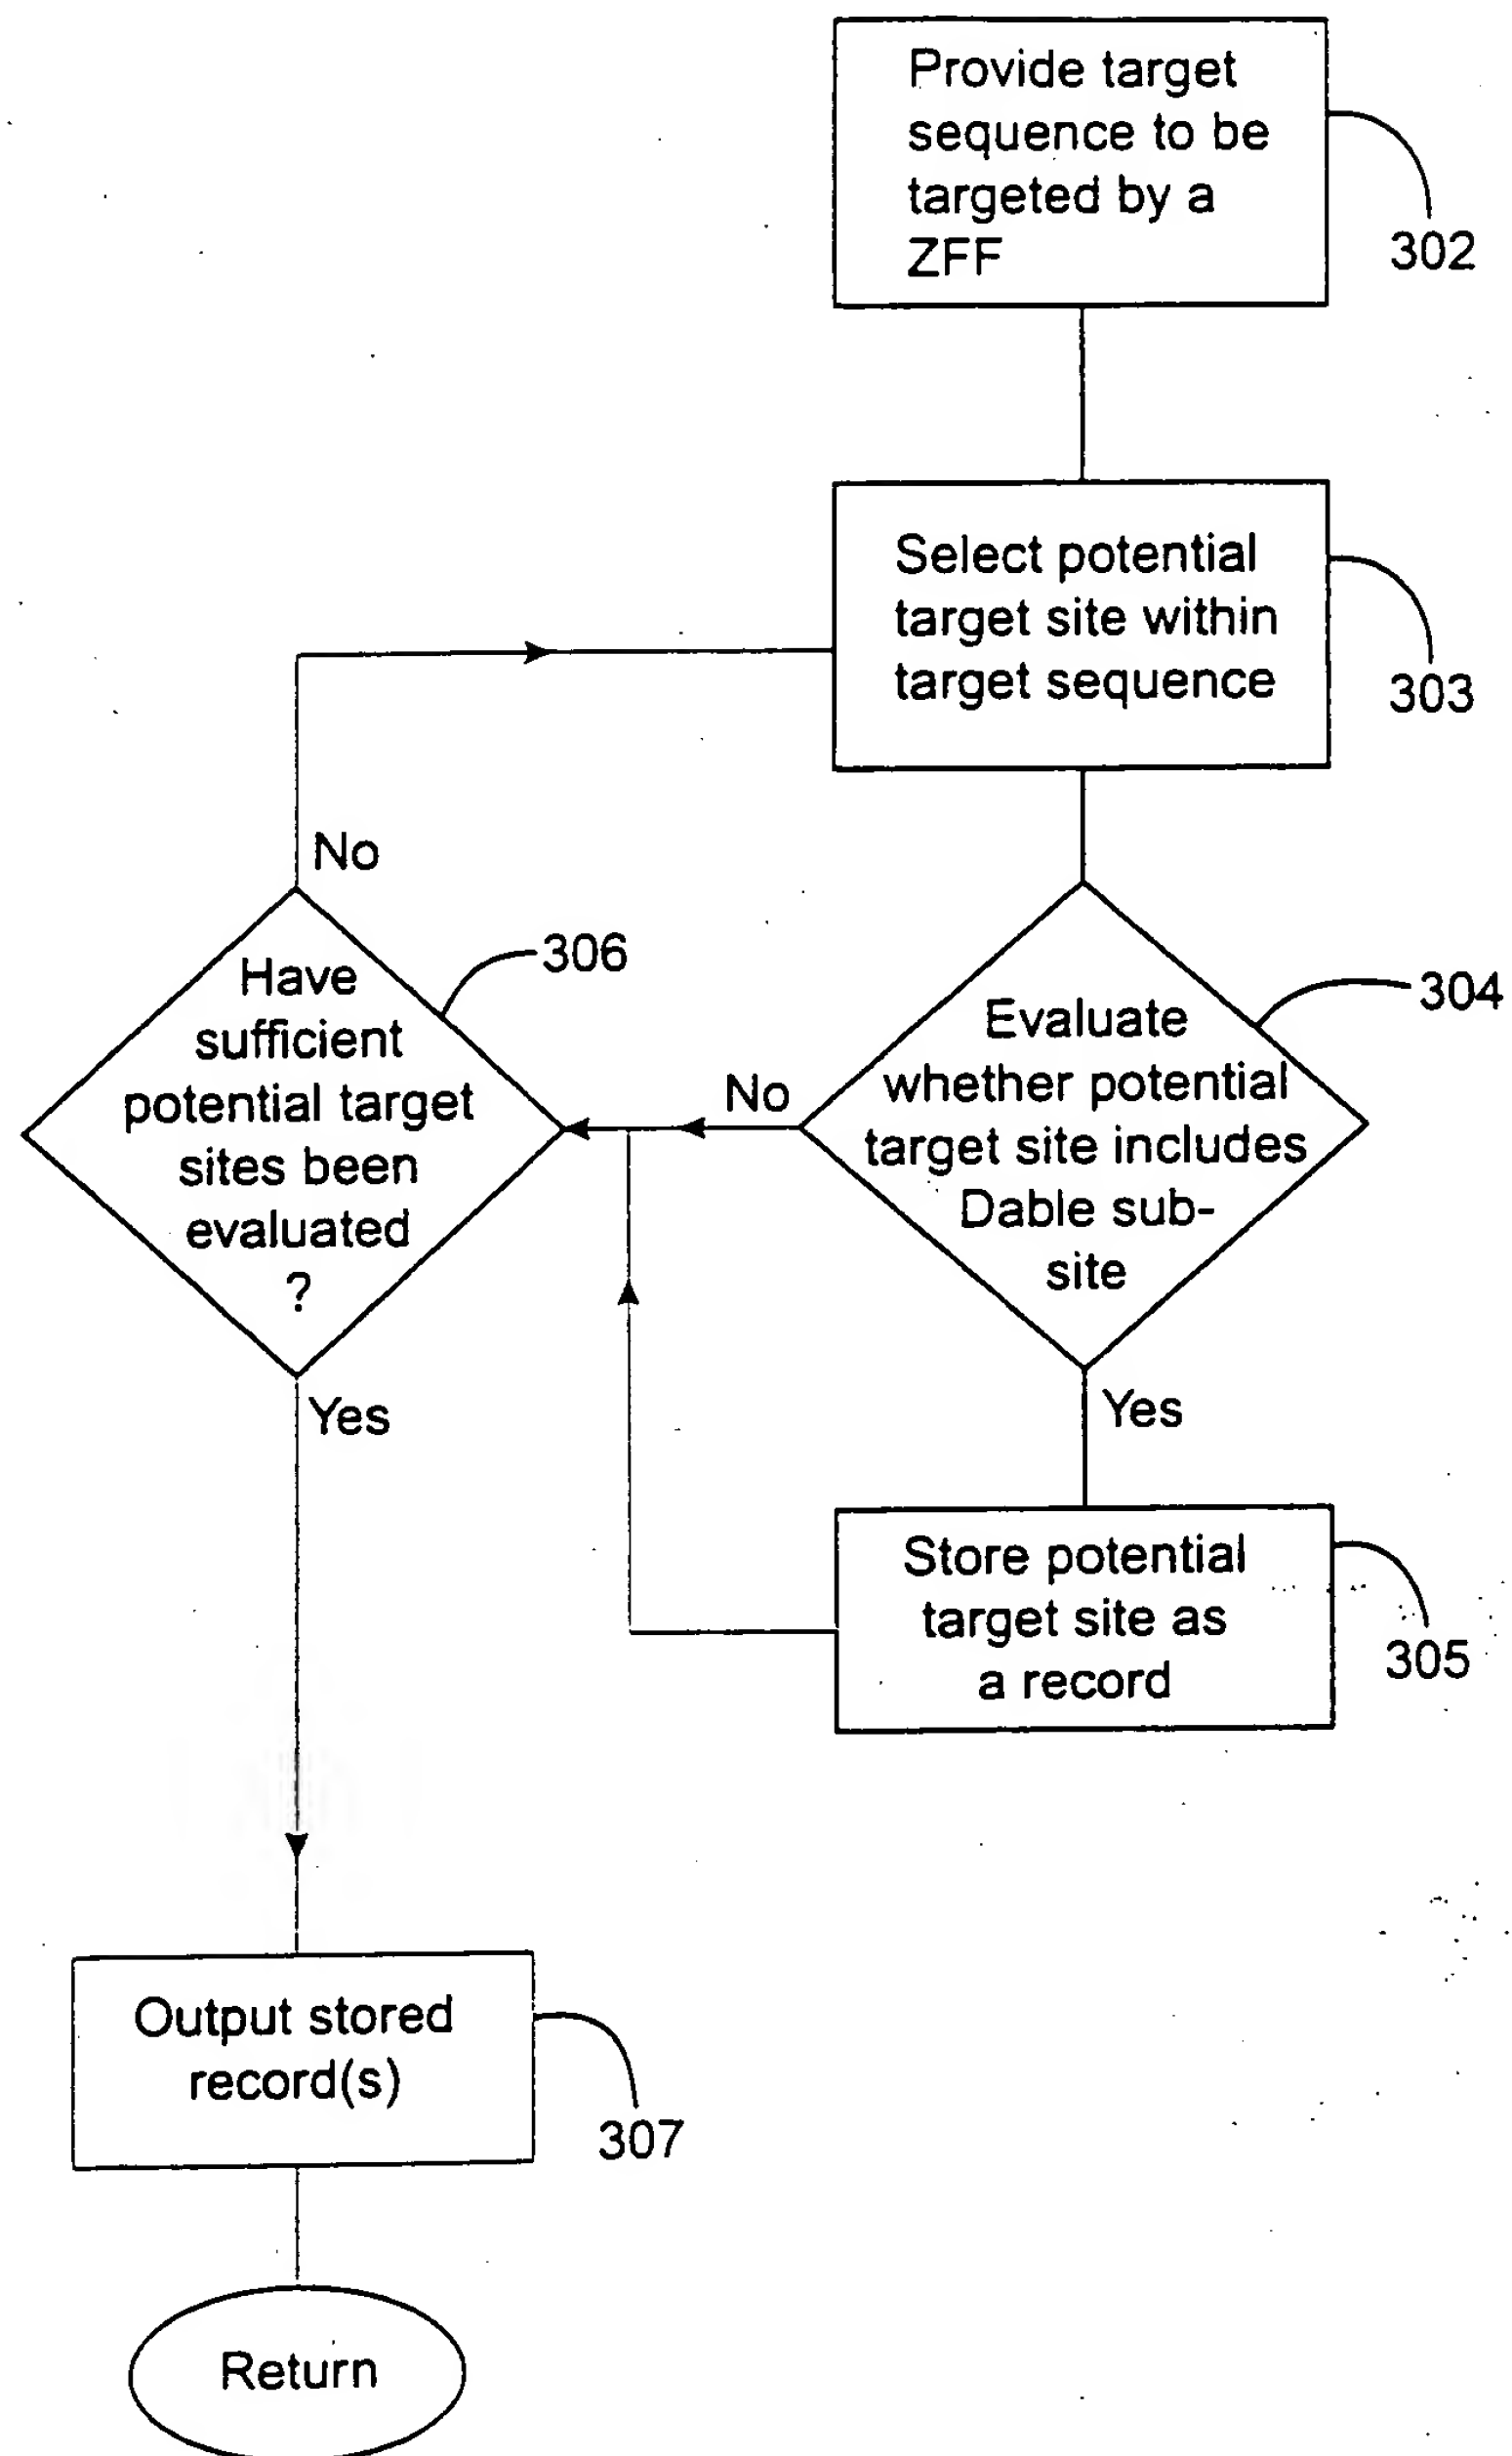 Provide target
sequence to be
targeted by a
ZFF
302
Select potential
target site within
target sequence
303
No
Have
sufficient
potential target
sites been
evaluated
?
306
Evaluate
whether potential
target site includes
Dable sub-
site
304
No
Yes
Yes
Store potential
target site as
a record
305
Output stored
record(s)
307
Return